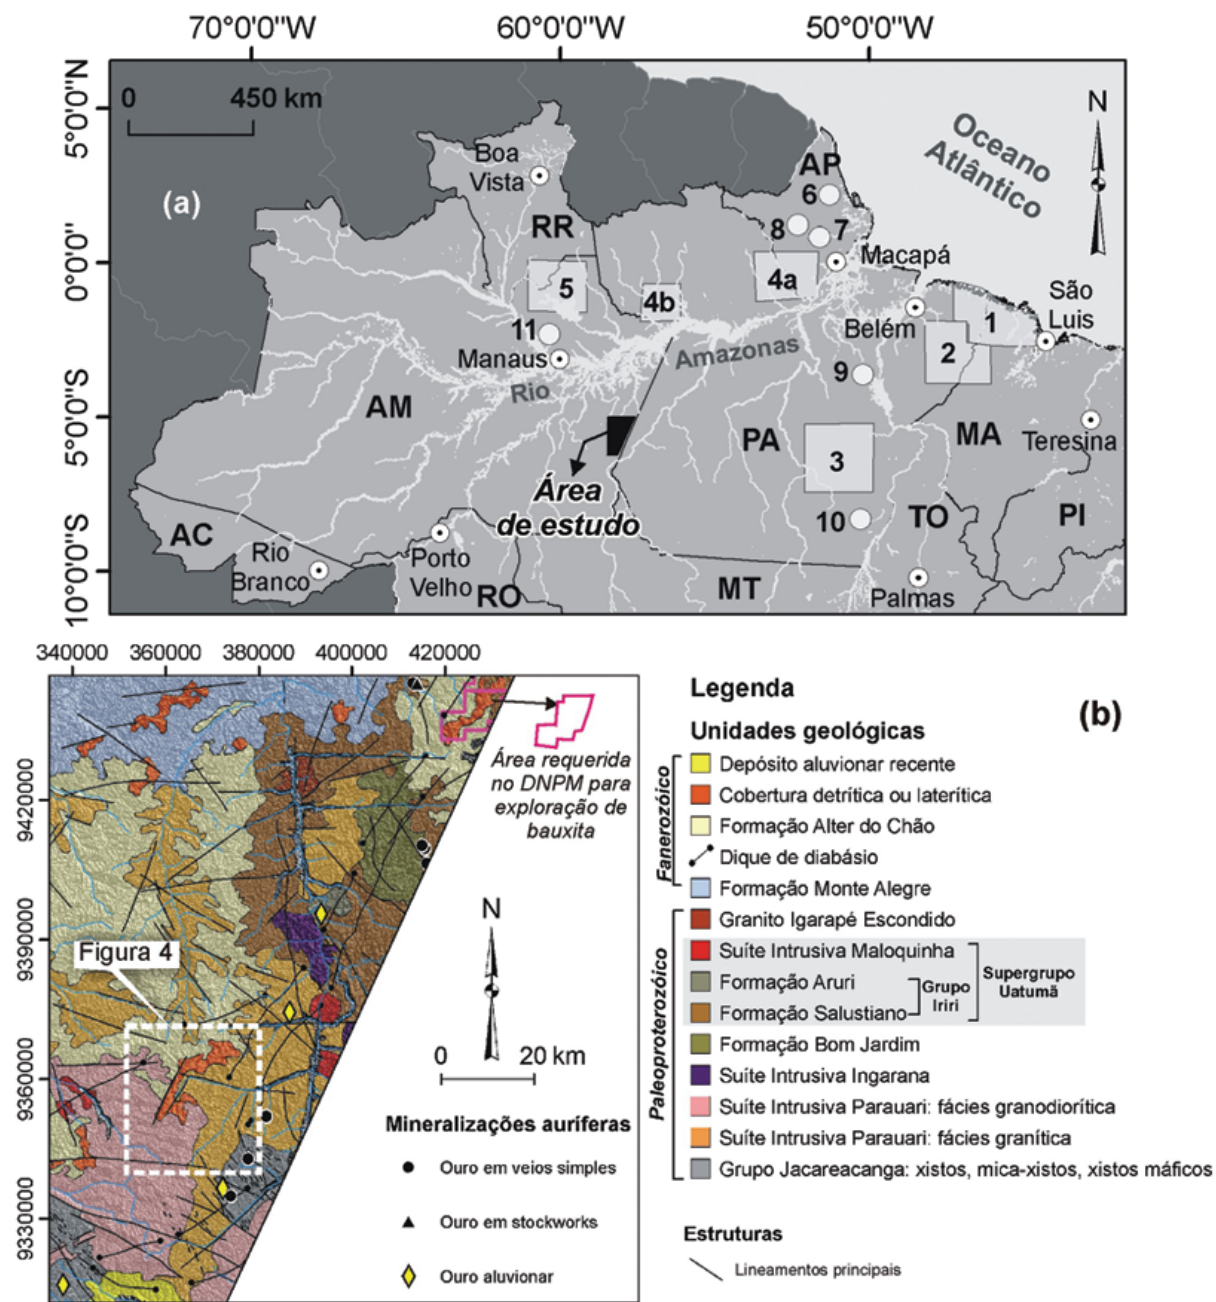 70°0'0"W 60°0'0"W 50°0'0"W
5°0'0"N
0°0'0"
5°0'0"S
10°0'0"S
0 450 km
N
(a)
Oceano
Atlântico
Boa
Vista
RR
AP
6
8
7
Macapá
4a
5
4b
11
Manaus
Rio
Amazonas
Belém
1
São
Luis
2
9
AM
PA
MA
Teresina
3
Área
de estudo
10
TO
PI
AC
Rio
Branco
Porto
Velho
RO
MT
Palmas
340000 360000 380000 400000 420000
9420000
9390000
9360000
9330000
Figura 4
Área requerida
no DNPM para
exploração de
bauxita
N
0 20 km
Mineralizações auríferas
Ouro em veios simples
Ouro em stockworks
Ouro aluvionar
Legenda
(b)
Unidades geológicas
Fanerozóico
Depósito aluvionar recente
Cobertura detrítica ou laterítica
Formação Alter do Chão
Dique de diabásio
Formação Monte Alegre
Paleoproterozóico
Granito Igarapé Escondido
Suíte Intrusiva Maloquinha
Formação Aruri
Formação Salustiano
Grupo
Iriri
Supergrupo
Uatumã
Formação Bom Jardim
Suíte Intrusiva Ingarana
Suíte Intrusiva Parauari: fácies granodiorítica
Suíte Intrusiva Parauari: fácies granítica
Grupo Jacareacanga: xistos, mica-xistos, xistos máficos
Estruturas
Lineamentos principais